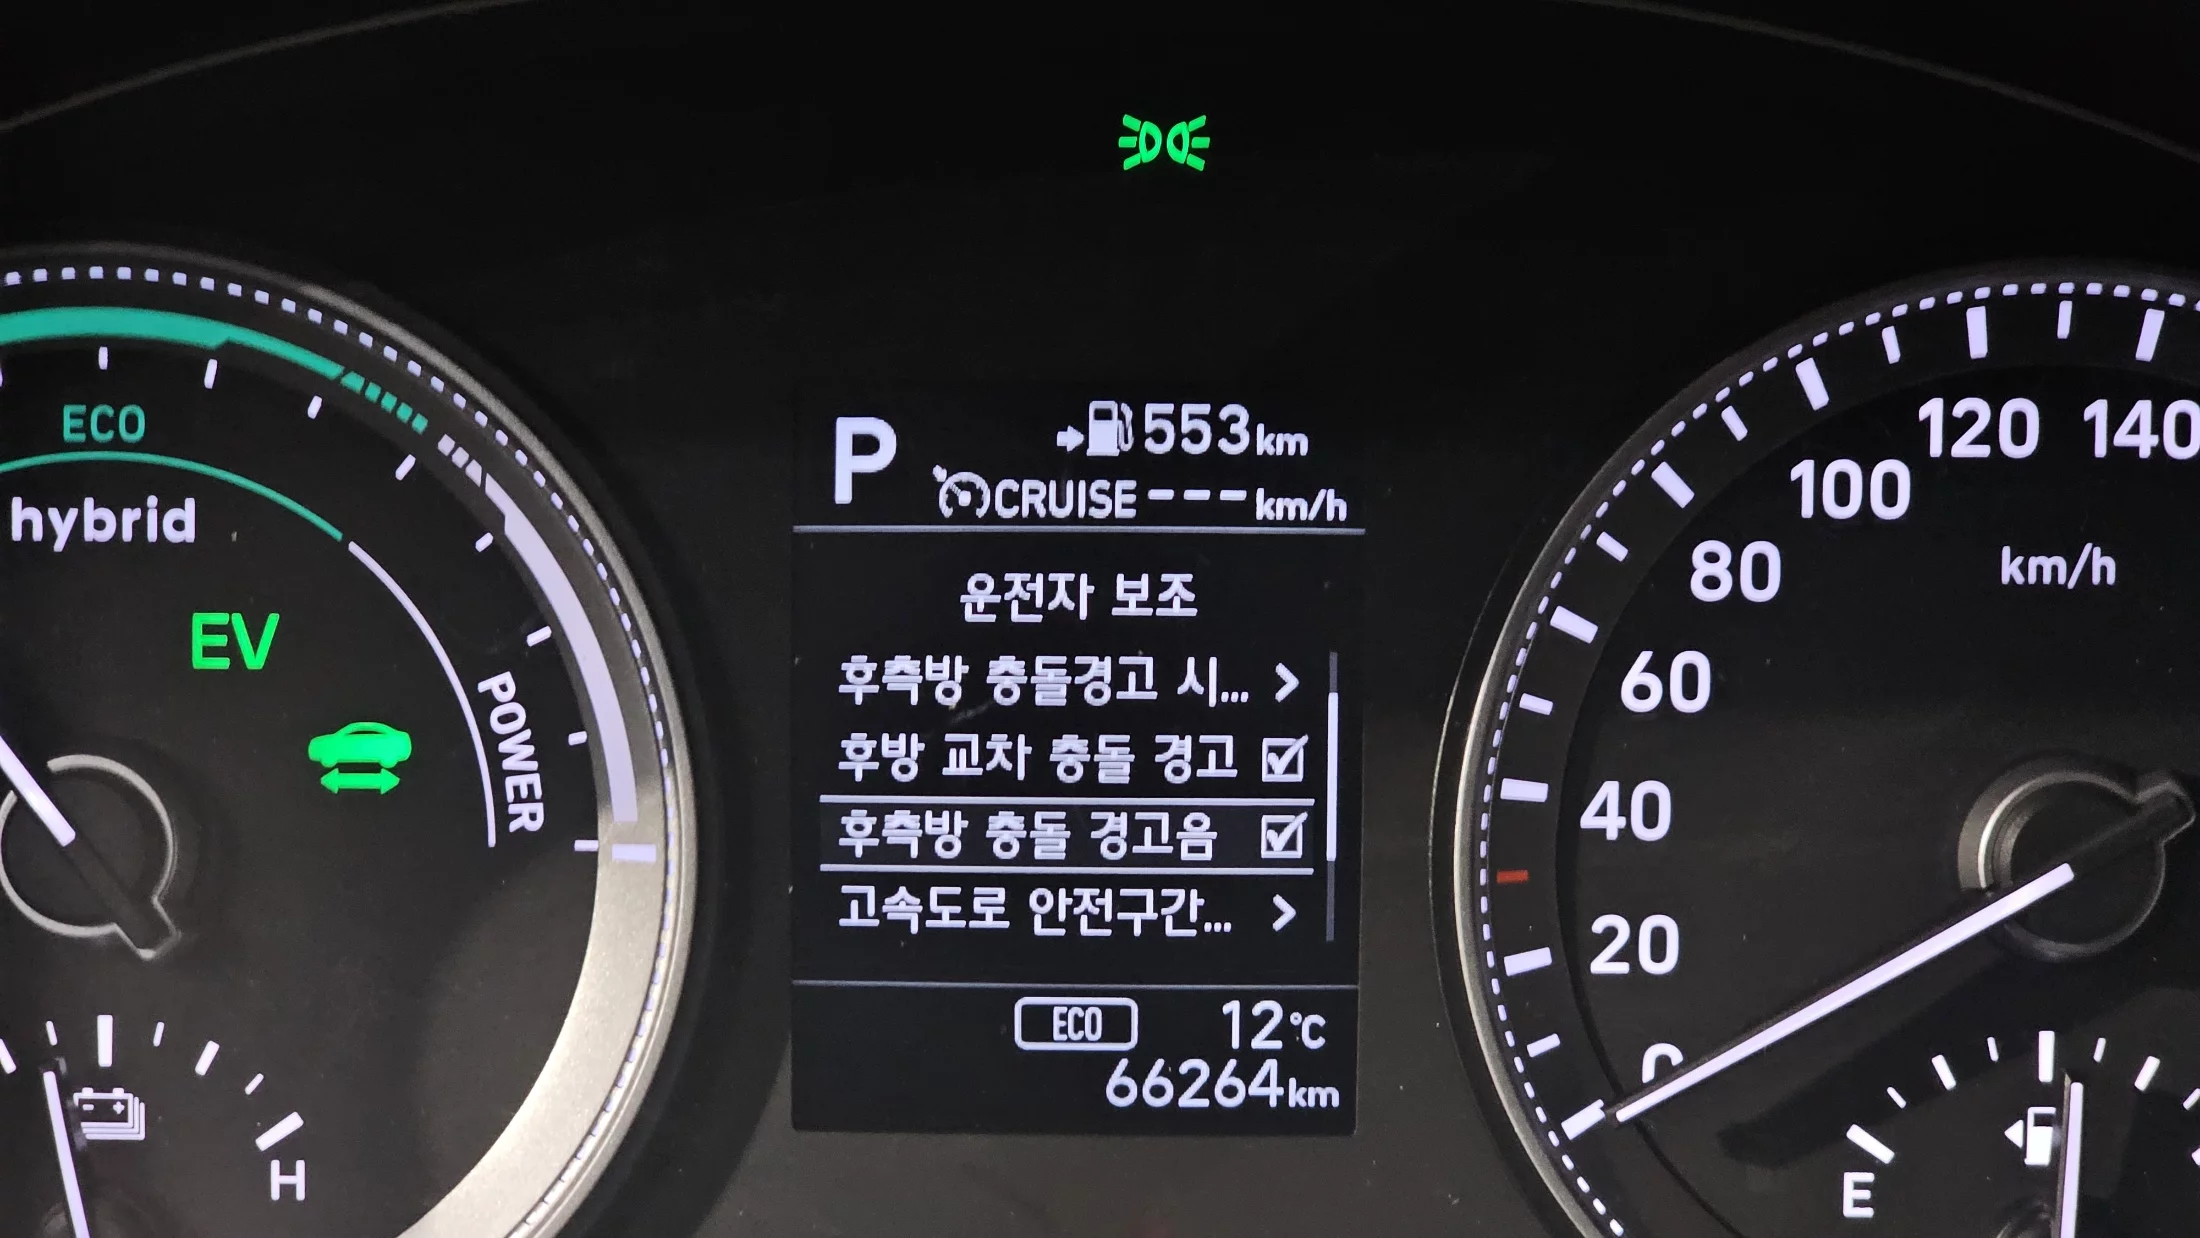 ECO
hybrid
EV
POWER
H
P
553km
CRUISE ---km/h
운전자 보조
후측방 충돌경고 시...
후방 교차 충돌 경고
후측방 충돌 경고음
고속도로 안전구간...
ECO 12°C
66264km
140
120
100
80
60
40
20
0
km/h
E